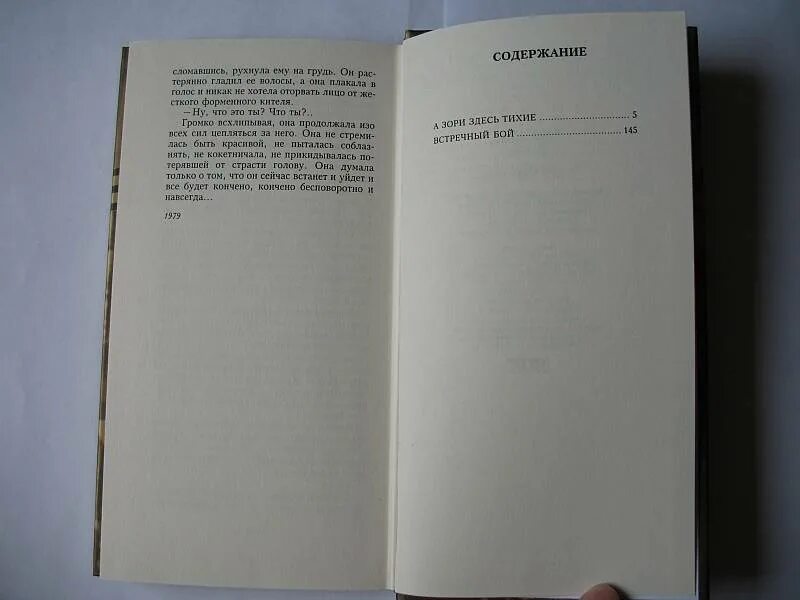 сломавшись, рухнула ему на грудь. Он рас-
терянно гладил ее волосы, а она плакала в
голос и никак не хотела оторвать лицо от же-
сткого форменного кителя.
— Ну, что это ты? Что ты?..
Громко всхлипывая, она продолжала изо
всех сил цепляться за него. Она не стреми-
лась быть красивой, не пыталась соблаз-
нять, не кокетничала, не прикидывалась по-
терявшей от страсти голову. Она думала
только о том, что он сейчас встанет и уйдет и
все будет кончено, кончено бесповоротно и
навсегда...
1979
СОДЕРЖАНИЕ
А ЗОРИ ЗДЕСЬ ТИХИЕ ................................ 5
ВСТРЕЧНЫЙ БОЙ ..................................... 145